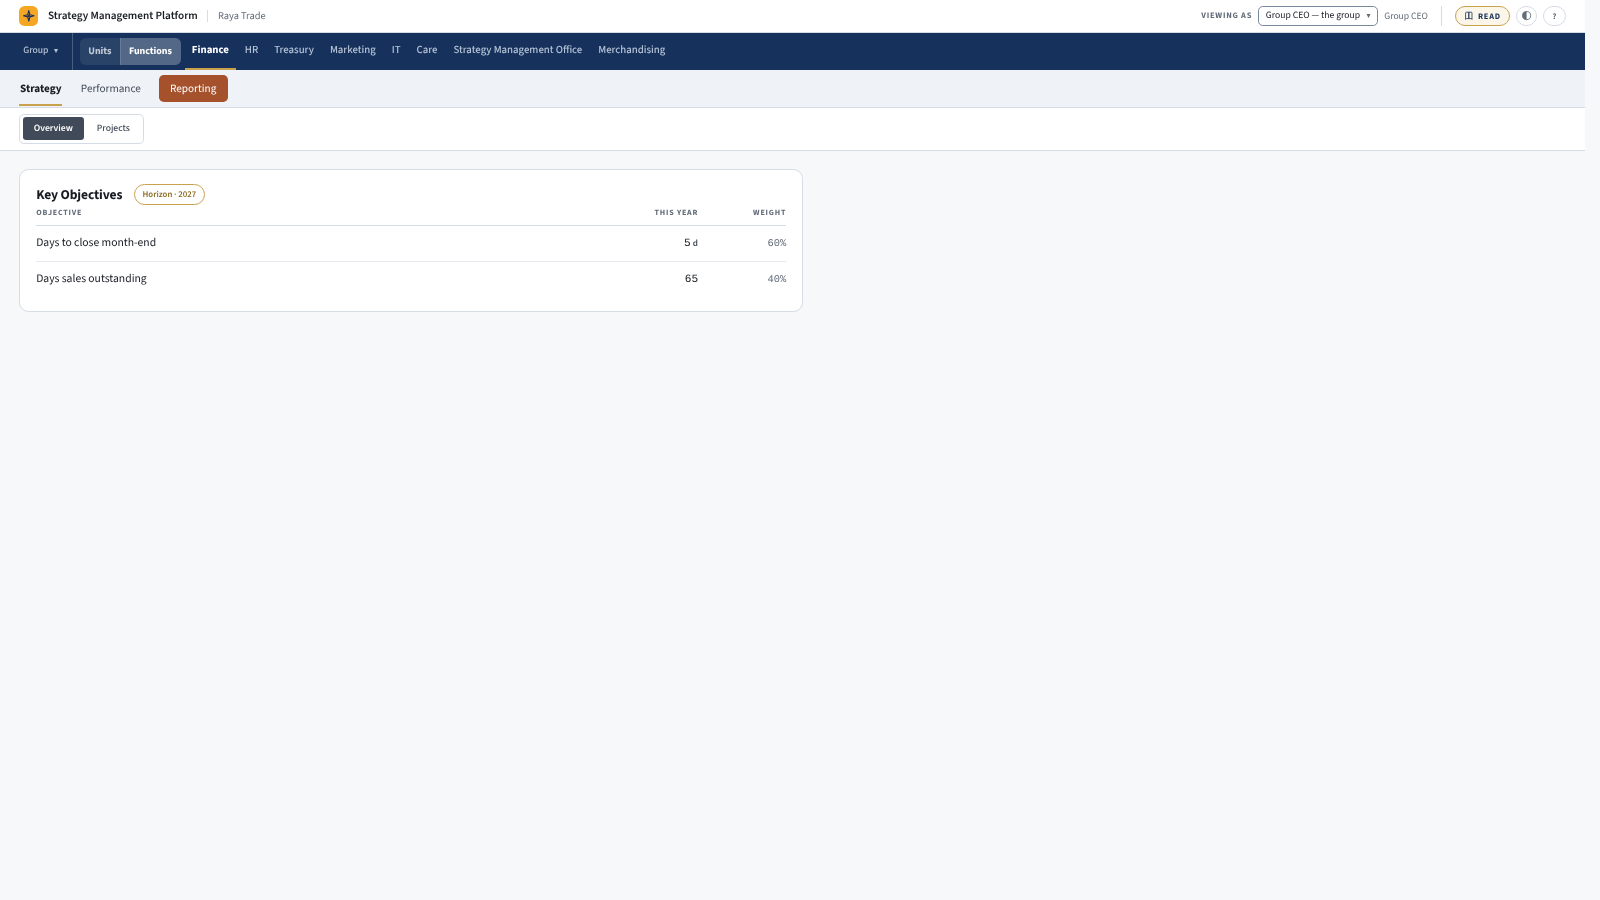 Strategy Management Platform Raya Trade VIEWING AS Group CEO — the group ▾ Group CEO READ ?
Group ▾ Units Functions Finance HR Treasury Marketing IT Care Strategy Management Office Merchandising
Strategy Performance Reporting
Overview Projects
Key Objectives Horizon · 2027
OBJECTIVE THIS YEAR WEIGHT
Days to close month-end 5 d 60%
Days sales outstanding 65 40%